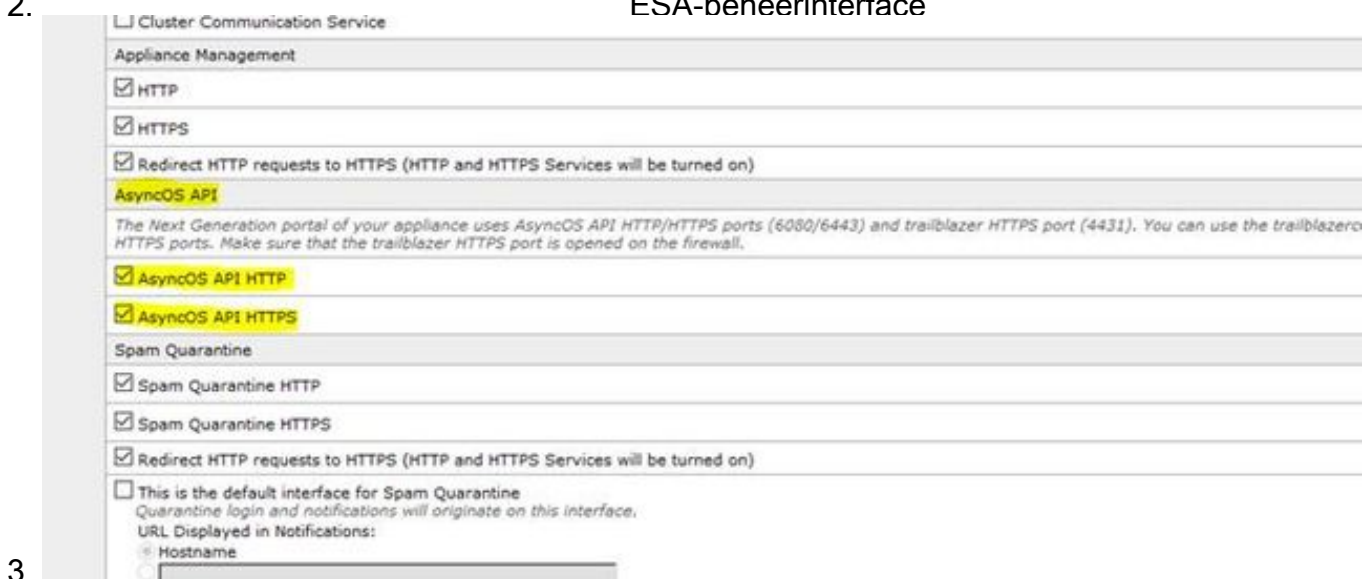 2.
ESA-beheerinterface
Cluster Communication Service
Appliance Management
HTTP
HTTPS
Redirect HTTP requests to HTTPS (HTTP and HTTPS Services will be turned on)
AsyncOS API
The Next Generation portal of your appliance uses AsyncOS API HTTP/HTTPS ports (6080/6443) and trailblazer HTTPS port (4431). You can use the trailblazerco
HTTPS ports. Make sure that the trailblazer HTTPS port is opened on the firewall.
AsyncOS API HTTP
AsyncOS API HTTPS
Spam Quarantine
Spam Quarantine HTTP
Spam Quarantine HTTPS
Redirect HTTP requests to HTTPS (HTTP and HTTPS Services will be turned on)
This is the default interface for Spam Quarantine
Quarantine login and notifications will originate on this interface.
URL Displayed in Notifications:
Hostname
3